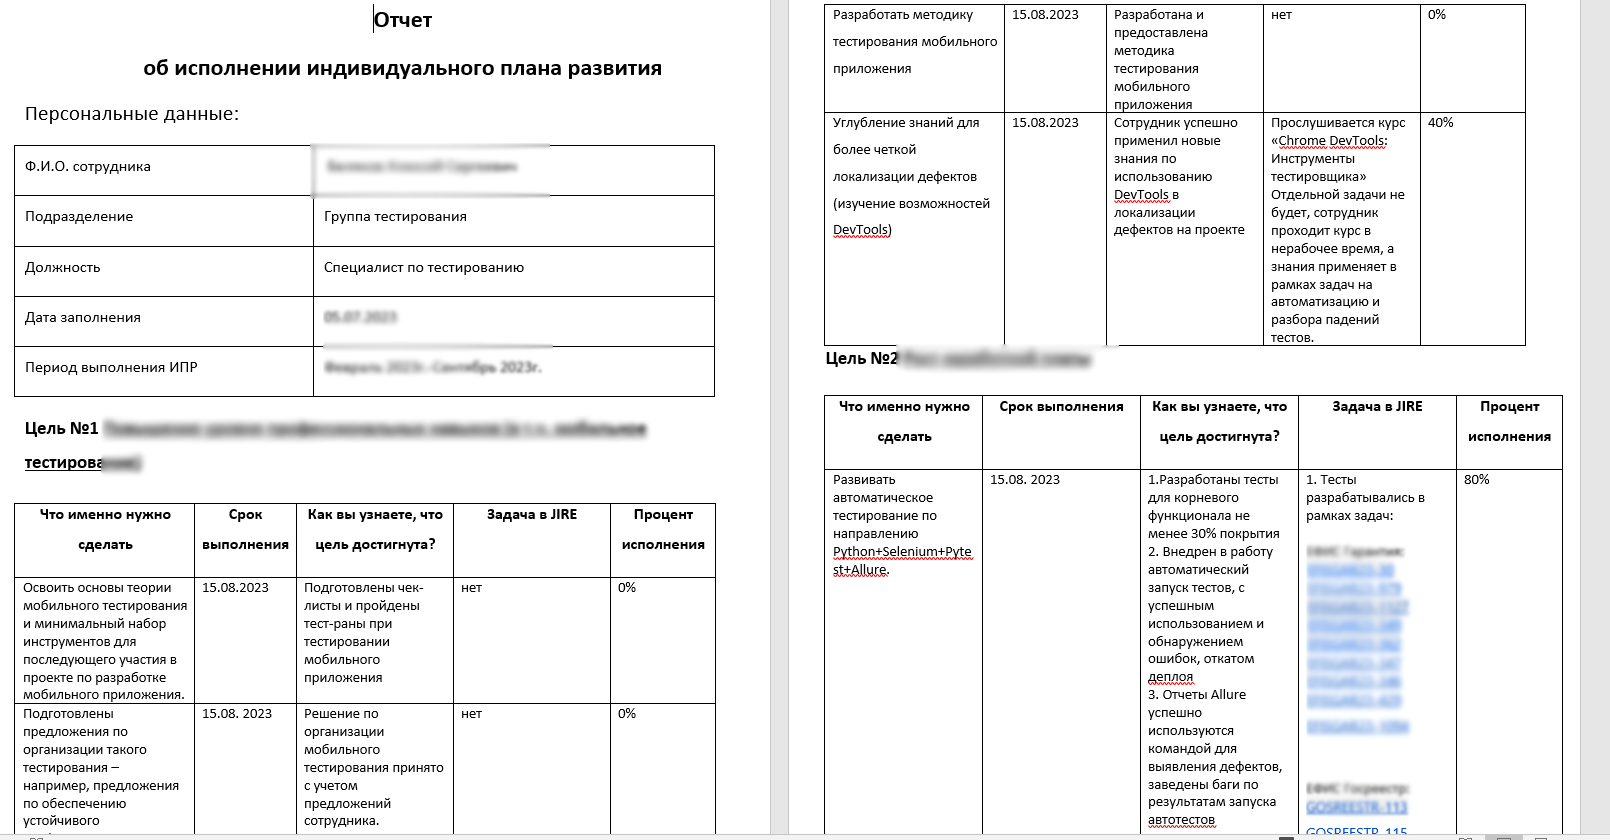 Отчет
об исполнении индивидуального плана развития
Персональные данные:
Ф.И.О. сотрудника
Подразделение
Группа тестирования
Должность
Специалист по тестированию
Дата заполнения
05.07.2023
Период выполнения ИПР
Февраль 2023г.-Сентябрь 2023г.
Цель №1
тестирова
Что именно нужно
сделать
Срок
выполнения
Как вы узнаете, что
цель достигнута?
Задача в JIRE
Процент
исполнения
Освоить основы теории
мобильного тестирования
и минимальный набор
инструментов для
последующего участия в
проекте по разработке
мобильного приложения.
15.08.2023
Подготовлены чек-
листы и пройдены
тест-раны при
тестировании
мобильного
приложения
нет
0%
Подготовлены
предложения по
организации такого
тестирования –
например, предложения
по обеспечению
устойчивого
15.08. 2023
Решение по
организации
мобильного
тестирования принято
с учетом
предложений
сотрудника.
нет
0%
Разработать методику
тестирования мобильного
приложения
15.08.2023
Разработана и
предоставлена
методика
тестирования
мобильного
приложения
нет
0%
Углубление знаний для
более четкой
локализации дефектов
(изучение возможностей
DevTools)
15.08.2023
Сотрудник успешно
применил новые
знания по
использованию
DevTools в
локализации
дефектов на проекте
Прослушивается курс
«Chrome DevTools:
Инструменты
тестировщика»
Отдельной задачи не
будет, сотрудник
проходит курс в
нерабочее время, а
знания применяет в
рамках задач на
автоматизацию и
разбора падений
тестов.
40%
Цель №2
Что именно нужно
сделать
Срок выполнения
Как вы узнаете, что
цель достигнута?
Задача в JIRE
Процент
исполнения
Развивать
автоматическое
тестирование по
направлению
Python+Selenium+Pyte
st+Allure.
15.08. 2023
1.Разработаны тесты
для корневого
функционала не
менее 30% покрытия
2. Внедрен в работу
автоматический
запуск тестов, с
успешным
использованием и
обнаружением
ошибок, откатом
деплоя
3. Отчеты Allure
успешно
используются
командой для
выявления дефектов,
заведены баги по
результатам запуска
автотестов
1. Тесты
разрабатывались в
рамках задач:
GOSREESTR-113
GOSREESTR-115
80%